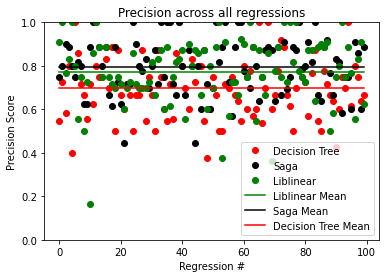 Precision across all regressions
Precision Score
1.0
0.8
0.6
0.4
0.2
0.0
Decision Tree
Saga
Liblinear
Liblinear Mean
Saga Mean
Decision Tree Mean
0 20 40 60 80 100
Regression #